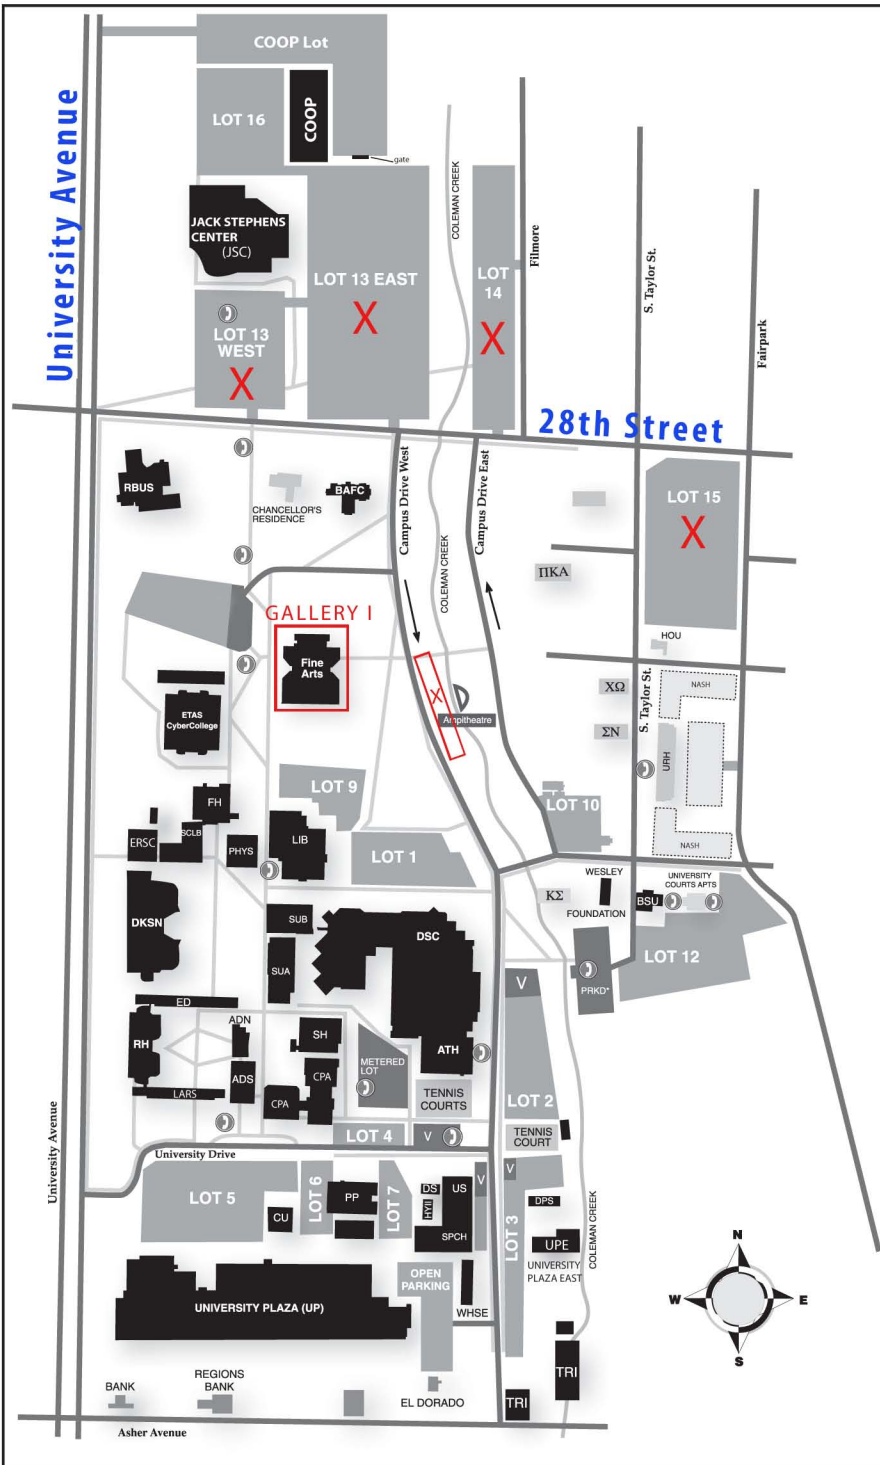 COOP Lot
University Avenue
LOT 16
COOP
gate
COLEMAN CREEK
JACK STEPHENS
CENTER
(JSC)
LOT 13 EAST
X
LOT
14
X
Filmore
S. Taylor St.
Fairpark
LOT 13
WEST
X
28th Street
RBUS
CHANCELLOR'S
RESIDENCE
BAFC
Campus Drive West
Campus Drive East
COLEMAN CREEK
LOT 15
X
ΠΚΑ
GALLERY I
Fine
Arts
HOU
ETAS
CyberCollege
X
Ampitheatre
ΧΩ
ΣΝ
S. Taylor St.
NASH
URH
NASH
LOT 9
LOT 10
FH
SCLB
ERSC
PHYS
LIB
LOT 1
WESLEY
FOUNDATION
UNIVERSITY
COURTS APTS
ΚΣ
BSU
DKSN
SUB
DSC
SUA
LOT 12
V
PRKD*
ED
ADN
RH
SH
ATH
METERED
LOT
ADS
CPA
LARS
CPA
TENNIS
COURTS
LOT 2
LOT 4
V
TENNIS
COURT
University Avenue
University Drive
LOT 5
LOT 6
PP
LOT 7
DS
US
HYII
SPCH
V
V
LOT 3
DPS
CU
UPE
UNIVERSITY
PLAZA EAST
COLEMAN CREEK
OPEN
PARKING
UNIVERSITY PLAZA (UP)
WHSE
N
W
E
S
BANK
REGIONS
BANK
EL DORADO
TRI
TRI
Asher Avenue